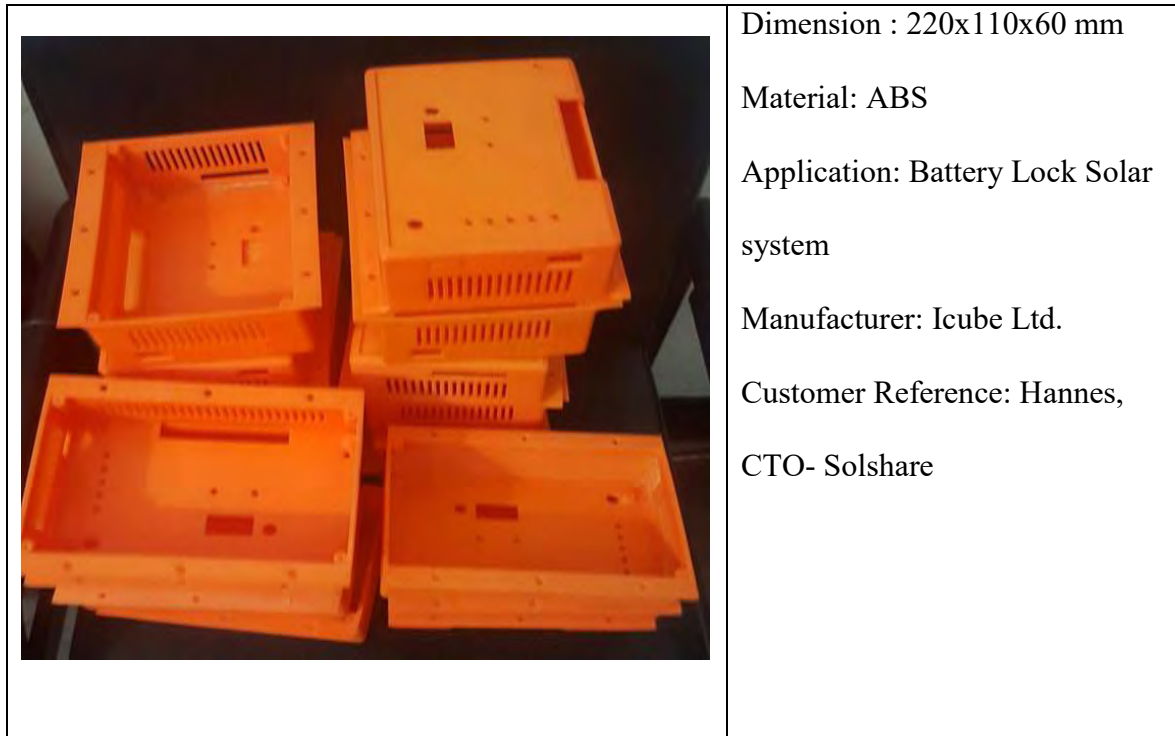 Dimension : 220x110x60 mm
Material: ABS
Application: Battery Lock Solar
system
Manufacturer: Icube Ltd.
Customer Reference: Hannes,
CTO- Solshare